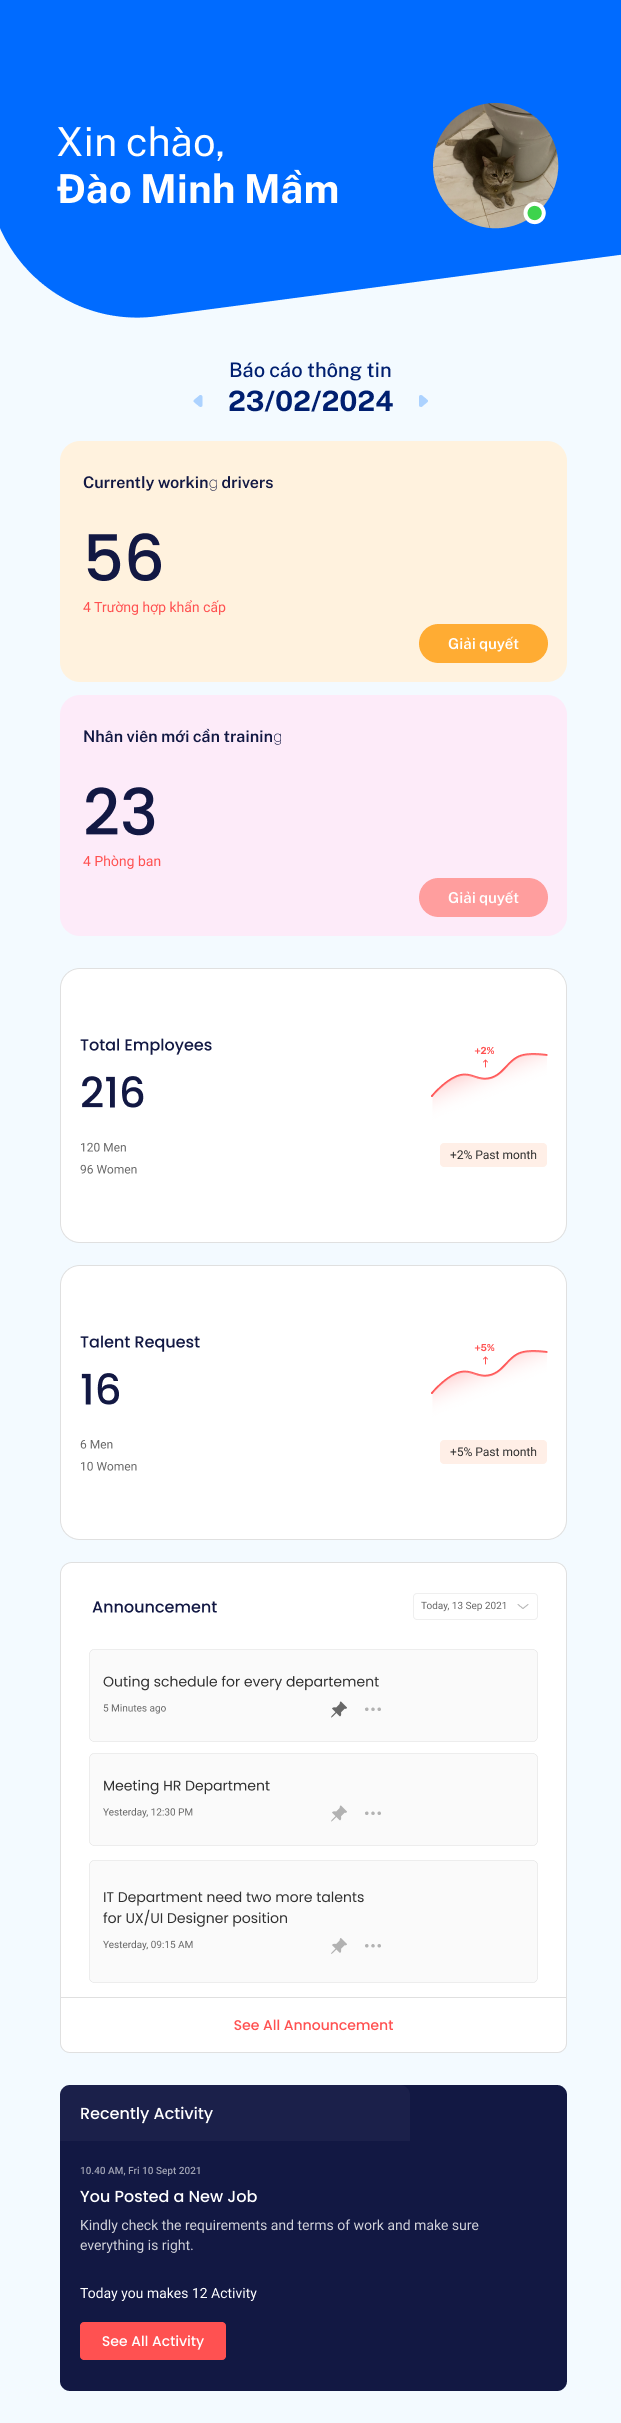 Xin chào,
Đào Minh Mầm
Báo cáo thông tin
23/02/2024
Currently working drivers
56
4 Trường hợp khẩn cấp
Giải quyết
Nhân viên mới cần training
23
4 Phòng ban
Giải quyết
Total Employees
216
120 Men
96 Women
+2%
↑
+2% Past month
Talent Request
16
6 Men
10 Women
+5%
↑
+5% Past month
Announcement
Today, 13 Sep 2021
Outing schedule for every departement
5 Minutes ago
Meeting HR Department
Yesterday, 12:30 PM
IT Department need two more talents
for UX/UI Designer position
Yesterday, 09:15 AM
See All Announcement
Recently Activity
10.40 AM, Fri 10 Sept 2021
You Posted a New Job
Kindly check the requirements and terms of work and make sure
everything is right.
Today you makes 12 Activity
See All Activity